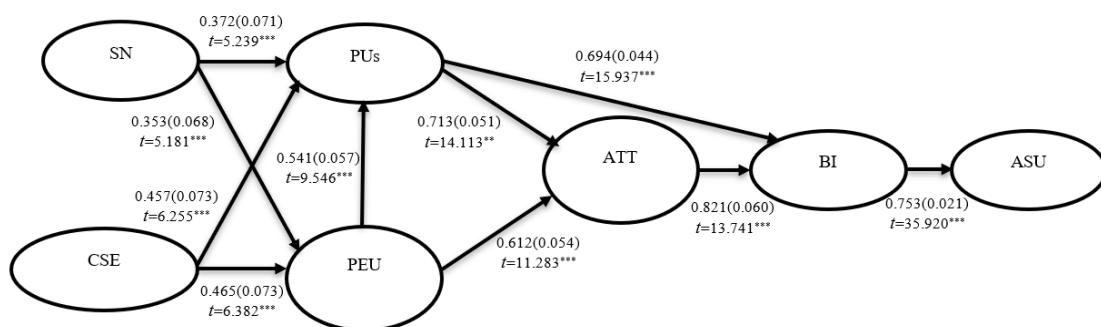 0.372(0.071)
t=5.239***
SN
PUs
0.694(0.044)
t=15.937***
0.353(0.068)
t=5.181***
0.713(0.051)
t=14.113**
0.541(0.057)
t=9.546***
ATT
BI
ASU
0.457(0.073)
t=6.255***
0.821(0.060)
t=13.741***
0.753(0.021)
t=35.920***
0.612(0.054)
t=11.283***
CSE
PEU
0.465(0.073)
t=6.382***